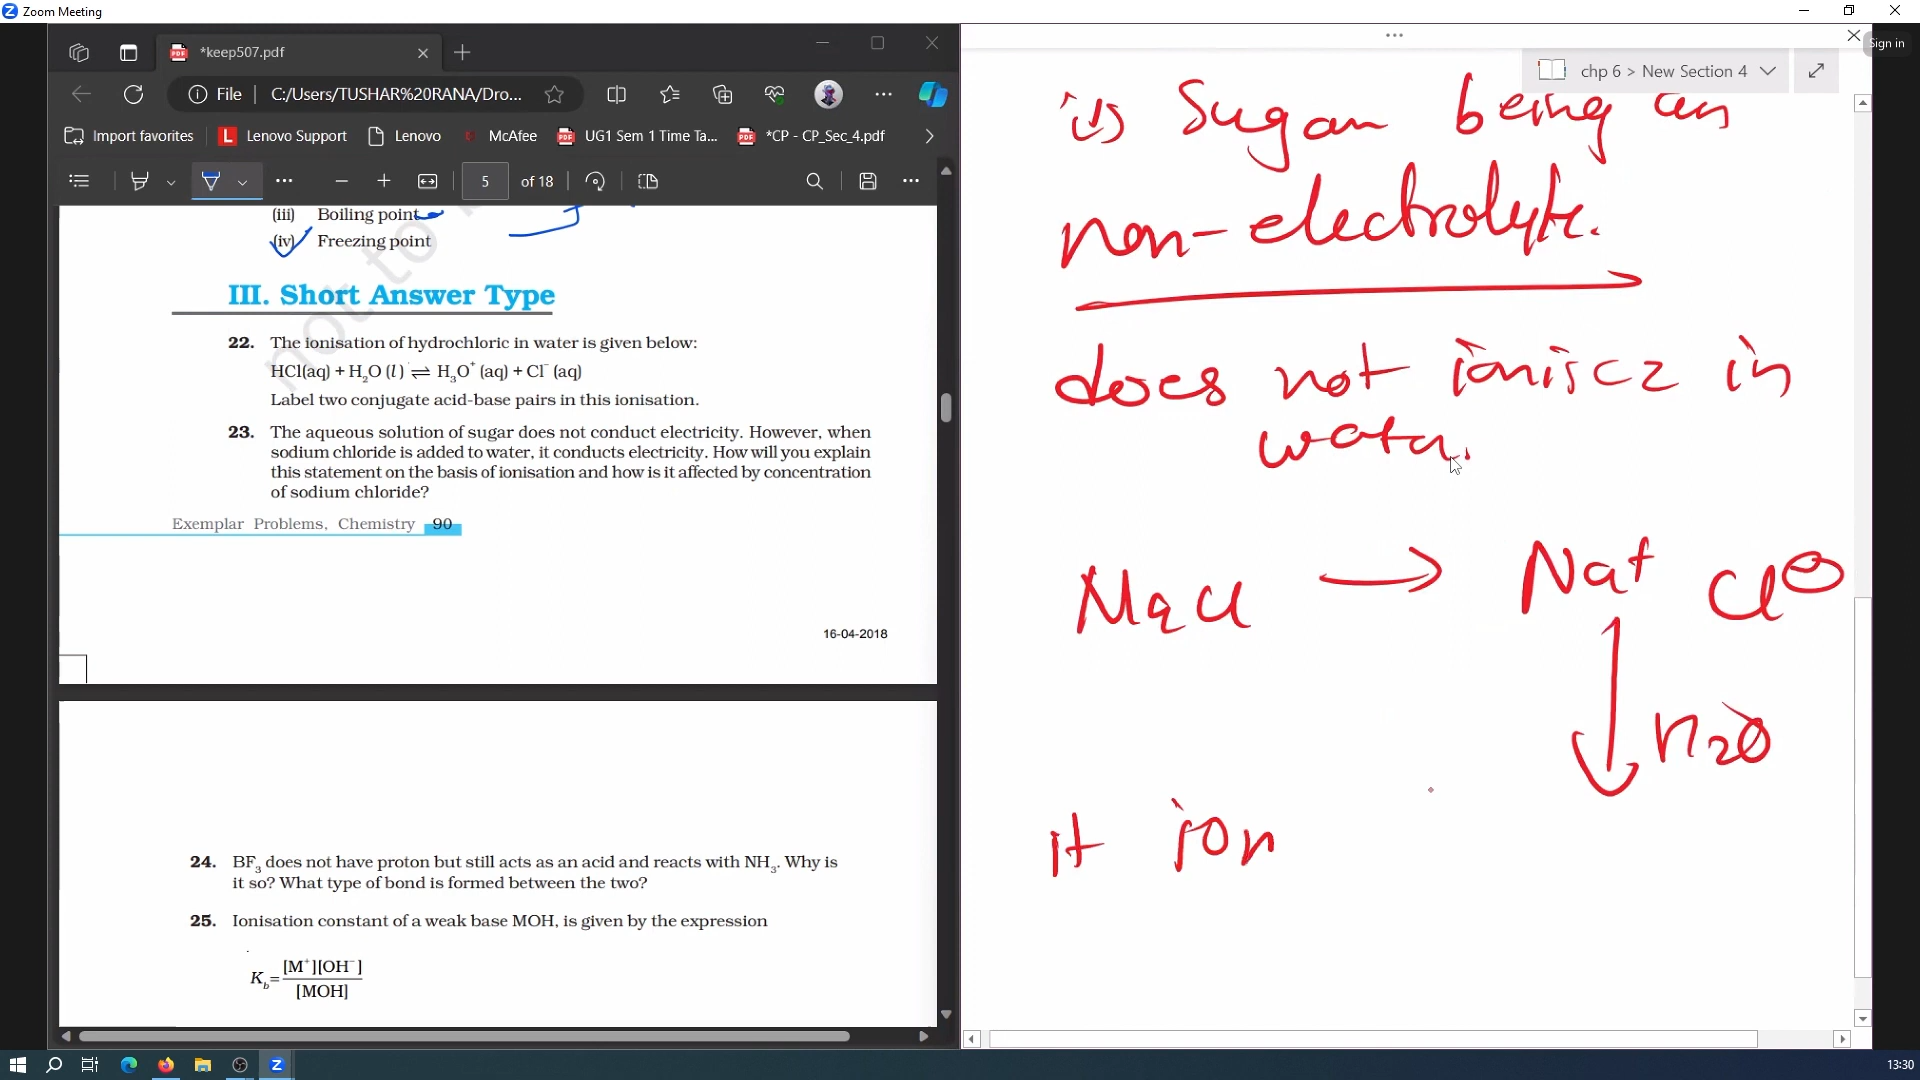 Zoom Meeting
Sign in
*keep507.pdf
File
C:/Users/TUSHAR%20RANA/Dro...
Import favorites
Lenovo Support
Lenovo
McAfee
UG1 Sem 1 Time Ta...
*CP - CP_Sec_4.pdf
5 of 18
(iii) Boiling point
(iv) Freezing point
not to
III. Short Answer Type
22. The ionisation of hydrochloric in water is given below:
HCl(aq) + H₂O (l) ⇌ H₃O⁺ (aq) + Cl⁻ (aq)
Label two conjugate acid-base pairs in this ionisation.
23. The aqueous solution of sugar does not conduct electricity. However, when
sodium chloride is added to water, it conducts electricity. How will you explain
this statement on the basis of ionisation and how is it affected by concentration
of sodium chloride?
Exemplar Problems, Chemistry 90
16-04-2018
24. BF₃ does not have proton but still acts as an acid and reacts with NH₃. Why is
it so? What type of bond is formed between the two?
25. Ionisation constant of a weak base MOH, is given by the expression
K_b = [M⁺][OH⁻]
[MOH]
chp 6 > New Section 4
Sugar being an
non-electrolyte.
does not ionise in
water.
NaCl → Na⁺ Cl⊖
H₂O
it ion
13:30